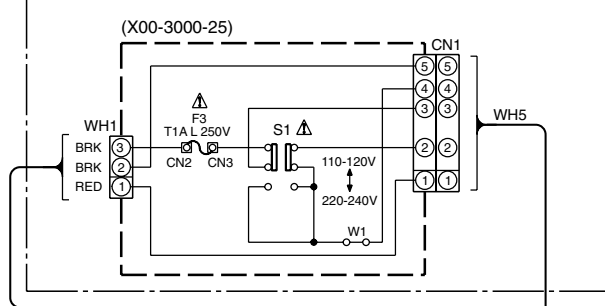 (X00-3000-25)
CN1
5 5
F3
4 4
T1A L 250V
3 3
WH5
WH1
S1
BRK 3
CN2 CN3
2 2
110-120V
BRK 2
1 1
RED 1
220-240V
W1